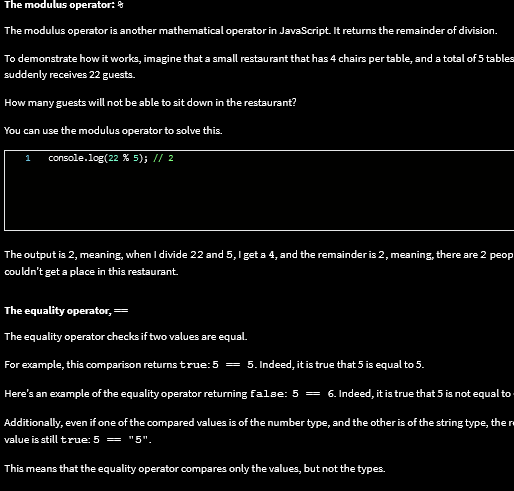 The modulus operator: %
The modulus operator is another mathematical operator in JavaScript. It returns the remainder of division.
To demonstrate how it works, imagine that a small restaurant that has 4 chairs per table, and a total of 5 tables
suddenly receives 22 guests.
How many guests will not be able to sit down in the restaurant?
You can use the modulus operator to solve this.
1 console.log(22 % 5); // 2
The output is 2, meaning, when I divide 22 and 5, I get a 4, and the remainder is 2, meaning, there are 2 peop
couldn't get a place in this restaurant.
The equality operator, ==
The equality operator checks if two values are equal.
For example, this comparison returns true: 5 == 5. Indeed, it is true that 5 is equal to 5.
Here's an example of the equality operator returning false: 5 == 6. Indeed, it is true that 5 is not equal to
Additionally, even if one of the compared values is of the number type, and the other is of the string type, the r
value is still true: 5 == "5".
This means that the equality operator compares only the values, but not the types.